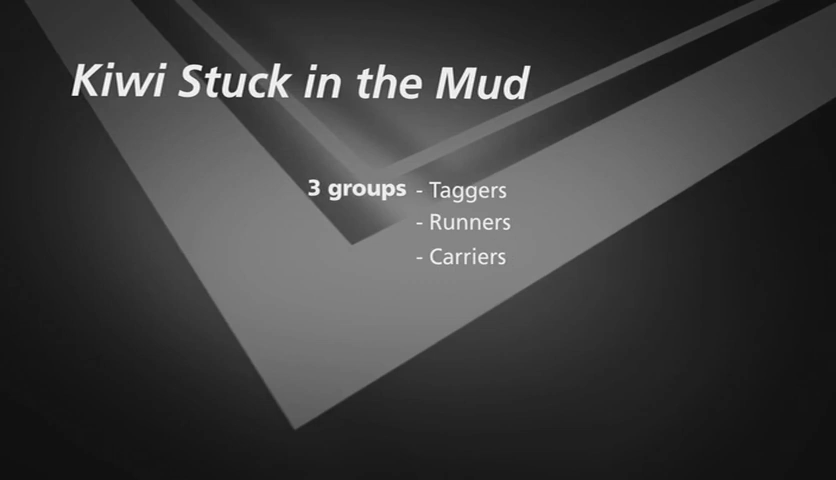 Kiwi Stuck in the Mud
3 groups - Taggers
- Runners
- Carriers